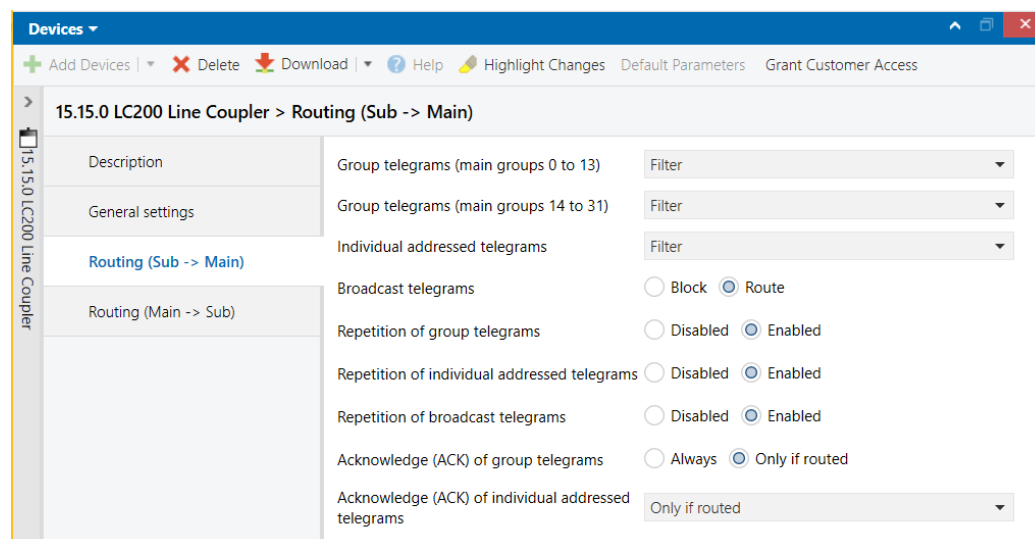 Devices
Add Devices Delete Download Help Highlight Changes Default Parameters Grant Customer Access
15.15.0 LC200 Line Coupler
15.15.0 LC200 Line Coupler > Routing (Sub -> Main)
Description
General settings
Routing (Sub -> Main)
Routing (Main -> Sub)
Group telegrams (main groups 0 to 13) Filter
Group telegrams (main groups 14 to 31) Filter
Individual addressed telegrams Filter
Broadcast telegrams Block Route
Repetition of group telegrams Disabled Enabled
Repetition of individual addressed telegrams Disabled Enabled
Repetition of broadcast telegrams Disabled Enabled
Acknowledge (ACK) of group telegrams Always Only if routed
Acknowledge (ACK) of individual addressed
telegrams Only if routed